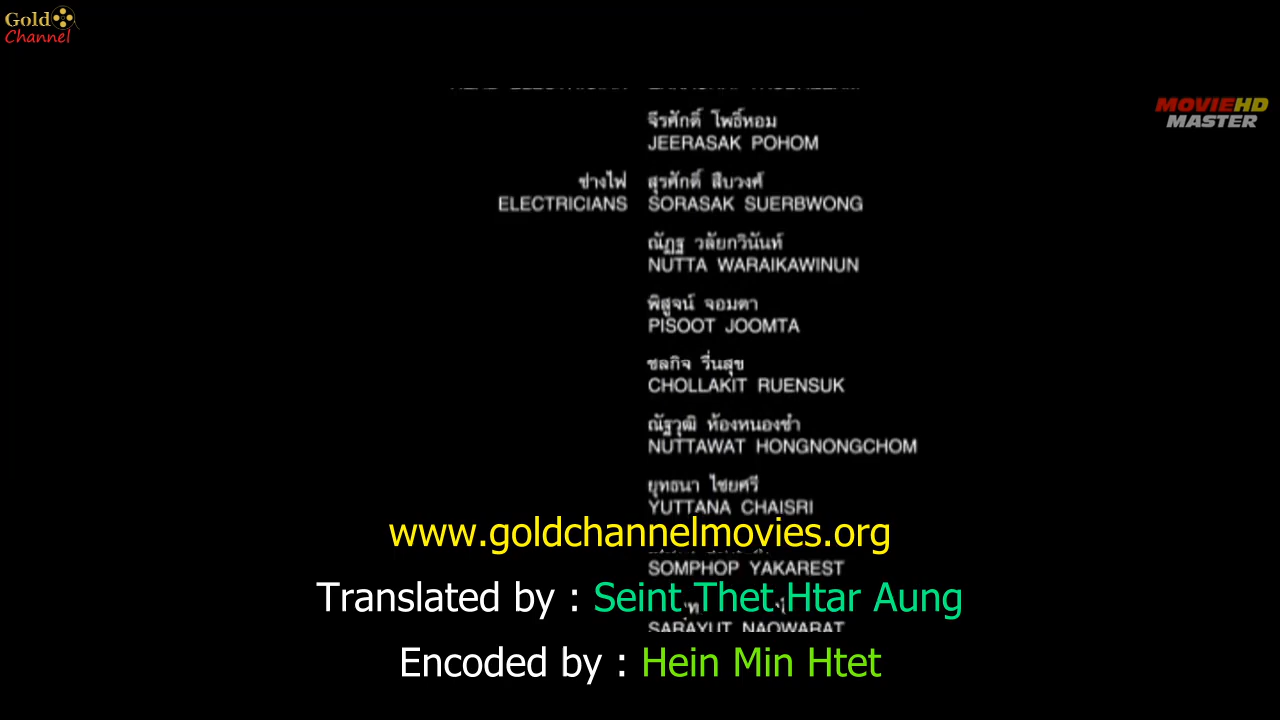 Gold
Channel
MOVIEHD
MASTER
จีรศักดิ์ โพธิ์หอม
JEERASAK POHOM
ช่างไฟ สุรศักดิ์ สืบวงศ์
ELECTRICIANS SORASAK SUERBWONG
ณัฏฐ วลัยกวินันท์
NUTTA WARAIKAWINUN
พิสูจน์ จอมตา
PISOOT JOOMTA
ชลกิจ รื่นสุข
CHOLLAKIT RUENSUK
ณัฐวุฒิ ห้องหนองซำ
NUTTAWAT HONGNONGCHOM
ยุทธนา ไชยศรี
YUTTANA CHAISRI
www.goldchannelmovies.org
SOMPHOP YAKAREST
Translated by : Seint Thet Htar Aung
SARAYUT NAOWARAT
Encoded by : Hein Min Htet